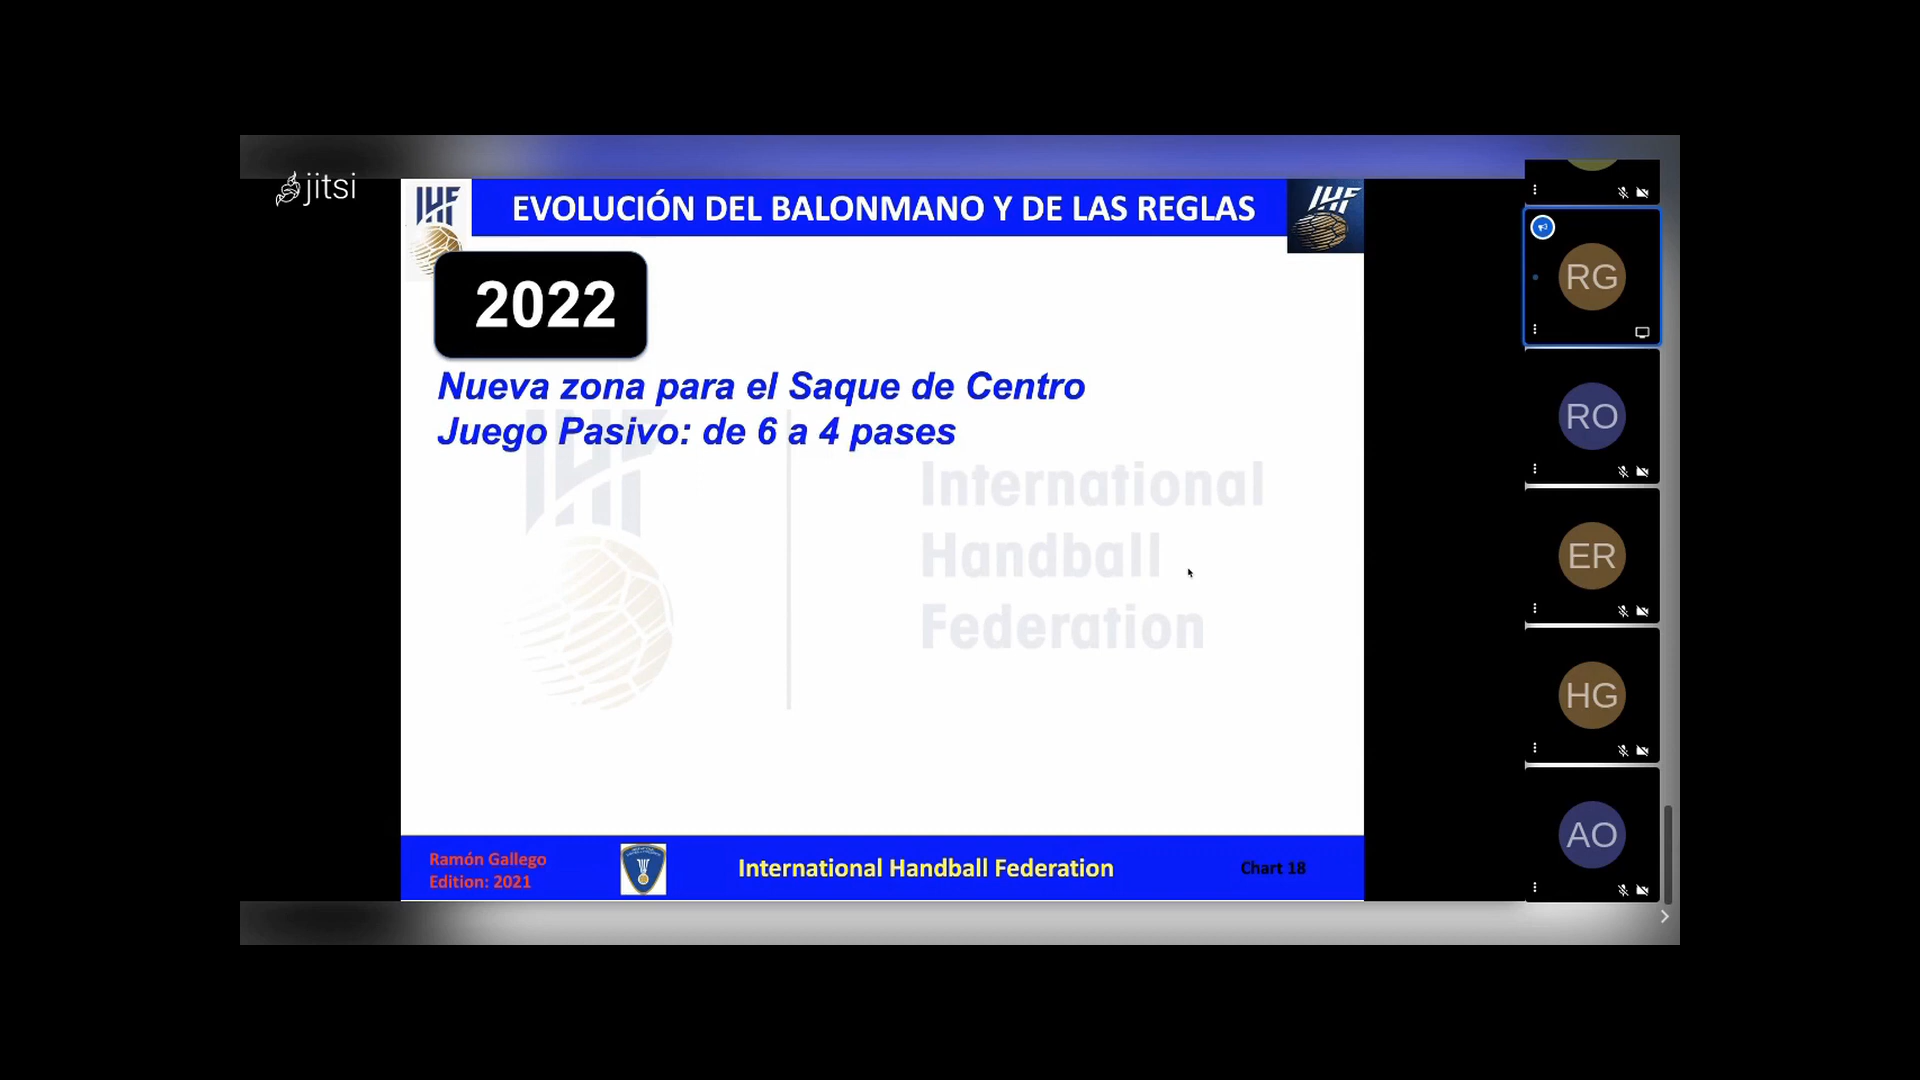 jitsi
IHF
EVOLUCIÓN DEL BALONMANO Y DE LAS REGLAS
IHF
2022
Nueva zona para el Saque de Centro
Juego Pasivo: de 6 a 4 pases
IHF
International
Handball
Federation
Ramón Gallego
Edition: 2021
International Handball Federation
Chart 18
RG
RO
ER
HG
AO